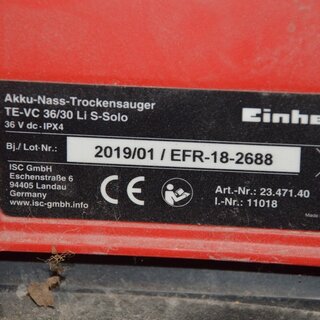 Akku-Nass-Trockensauger
TE-VC 36/30 Li S-Solo
36 V dc - IPX4
Bj./ Lot-Nr.: 2019/01 / EFR-18-2688
ISC GmbH
Eschenstraße 6
94405 Landau
Germany
www.isc-gmbh.info
CE
Art.-Nr.: 23.471.40
I.-Nr.: 11018
Made